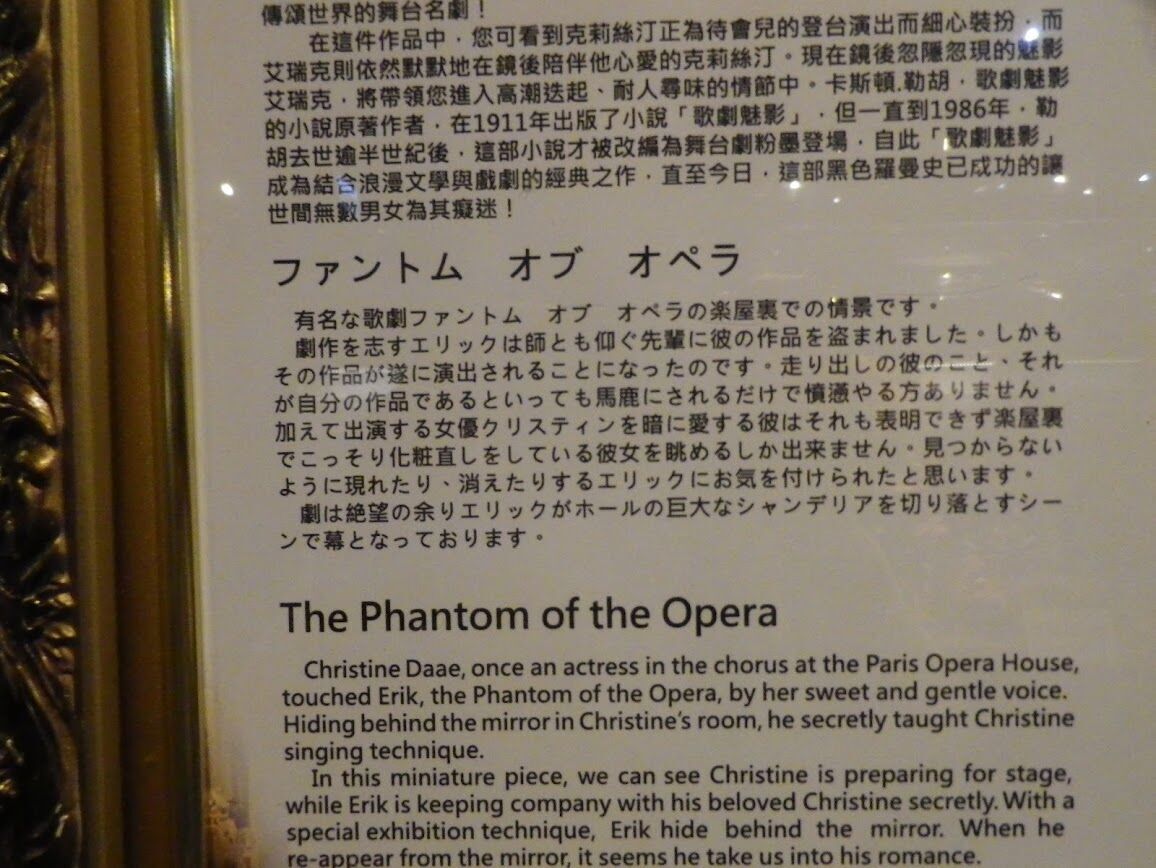 傳頌世界的舞台名劇！
在這件作品中，您可看到克莉絲汀正為待會兒的登台演出而細心裝扮，而
艾瑞克則依然默默地在鏡後陪伴他心愛的克莉絲汀。現在鏡後忽隱忽現的魅影
艾瑞克，將帶領您進入高潮迭起、耐人尋味的情節中。卡斯頓.勒胡，歌劇魅影
的小說原著作者，在1911年出版了小說「歌劇魅影」，但一直到1986年，勒
胡去世逾半世紀後，這部小說才被改編為舞台劇粉墨登場，自此「歌劇魅影」
成為結合浪漫文學與戲劇的經典之作，直至今日，這部黑色羅曼史已成功的讓
世間無數男女為其癡迷！
ファントム　オブ　オペラ
有名な歌劇ファントム　オブ　オペラの楽屋裏での情景です。
劇作を志すエリックは師とも仰ぐ先輩に彼の作品を盗まれました。しかも
その作品が遂に演出されることになったのです。走り出しの彼のこと、それ
が自分の作品であるといっても馬鹿にされるだけで憤懣やる方ありません。
加えて出演する女優クリスティンを暗に愛する彼はそれも表明できず楽屋裏
でこっそり化粧直しをしている彼女を眺めるしか出来ません。見つからない
ように現れたり、消えたりするエリックにお気を付けられたと思います。
劇は絶望の余りエリックがホールの巨大なシャンデリアを切り落とすシー
ンで幕となっております。
The Phantom of the Opera
Christine Daae, once an actress in the chorus at the Paris Opera House,
touched Erik, the Phantom of the Opera, by her sweet and gentle voice.
Hiding behind the mirror in Christine's room, he secretly taught Christine
singing technique.
In this miniature piece, we can see Christine is preparing for stage,
while Erik is keeping company with his beloved Christine secretly. With a
special exhibition technique, Erik hide behind the mirror. When he
re-appear from the mirror, it seems he take us into his romance.